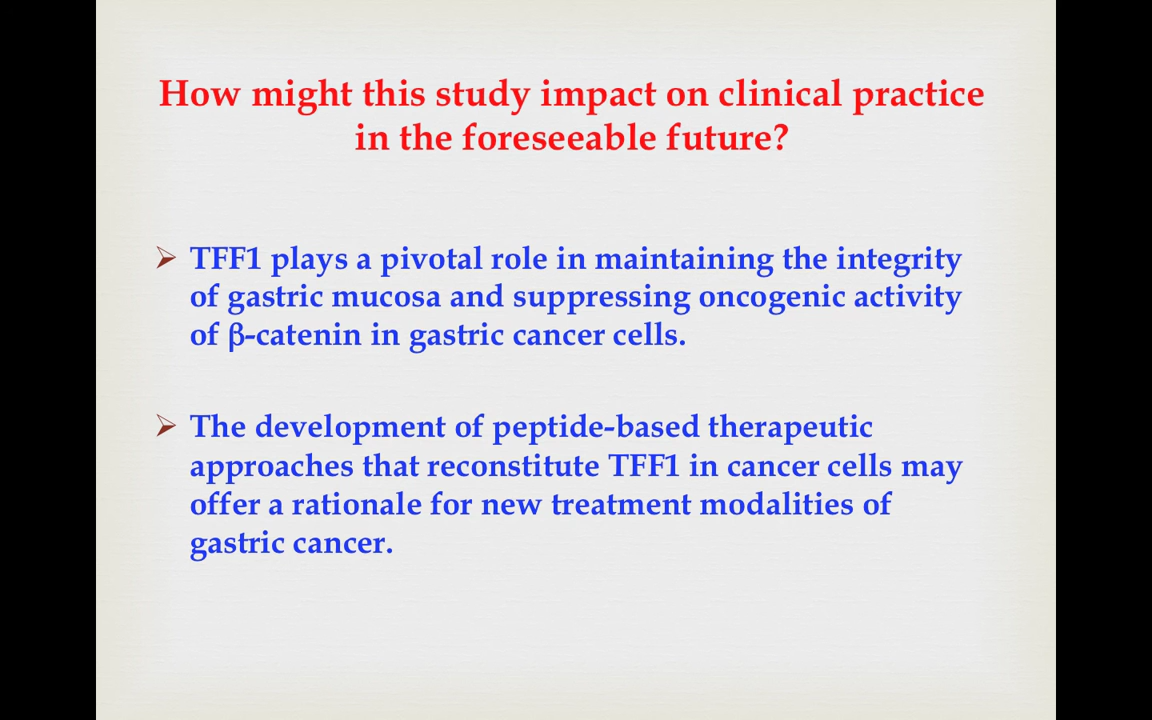 How might this study impact on clinical practice
in the foreseeable future?
TFF1 plays a pivotal role in maintaining the integrity
of gastric mucosa and suppressing oncogenic activity
of β-catenin in gastric cancer cells.
The development of peptide-based therapeutic
approaches that reconstitute TFF1 in cancer cells may
offer a rationale for new treatment modalities of
gastric cancer.